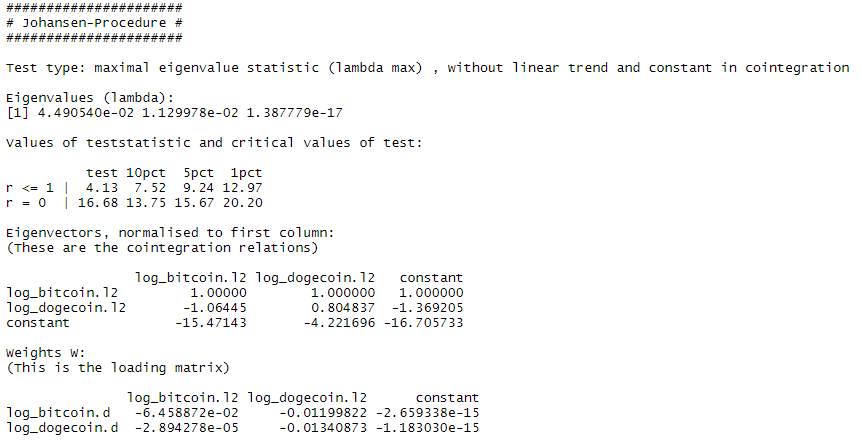 ######################
# Johansen-Procedure #
######################
Test type: maximal eigenvalue statistic (lambda max) , without linear trend and constant in cointegration
Eigenvalues (lambda):
[1] 4.490540e-02 1.129978e-02 1.387779e-17
Values of teststatistic and critical values of test:
test 10pct 5pct 1pct
r <= 1 | 4.13 7.52 9.24 12.97
r = 0 | 16.68 13.75 15.67 20.20
Eigenvectors, normalised to first column:
(These are the cointegration relations)
log_bitcoin.l2 log_dogecoin.l2 constant
log_bitcoin.l2 1.00000 1.000000 1.000000
log_dogecoin.l2 -1.06445 0.804837 -1.369205
constant -15.47143 -4.221696 -16.705733
Weights W:
(This is the loading matrix)
log_bitcoin.l2 log_dogecoin.l2 constant
log_bitcoin.d -6.458872e-02 -0.01199822 -2.659338e-15
log_dogecoin.d -2.894278e-05 -0.01340873 -1.183030e-15